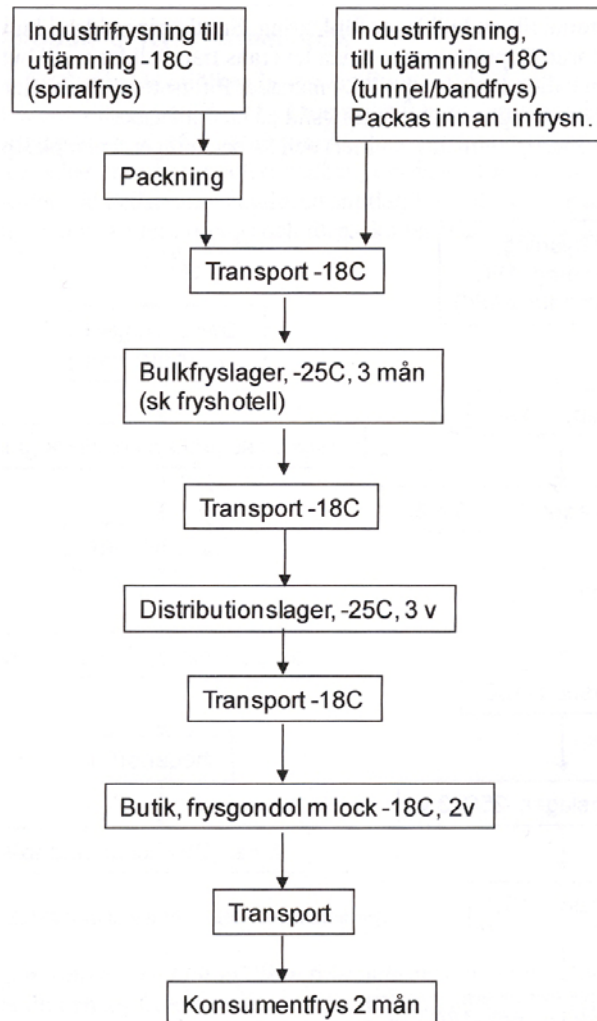 Industrifrysning till
utjämning -18C
(spiralfrys)
Industrifrysning,
till utjämning -18C
(tunnel/bandfrys)
Packas innan infrysn.
Packning
Transport -18C
Bulkfryslager, -25C, 3 mån
(sk fryshotell)
Transport -18C
Distributionslager, -25C, 3 v
Transport -18C
Butik, frysgondol m lock -18C, 2v
Transport
Konsumentfrys 2 mån